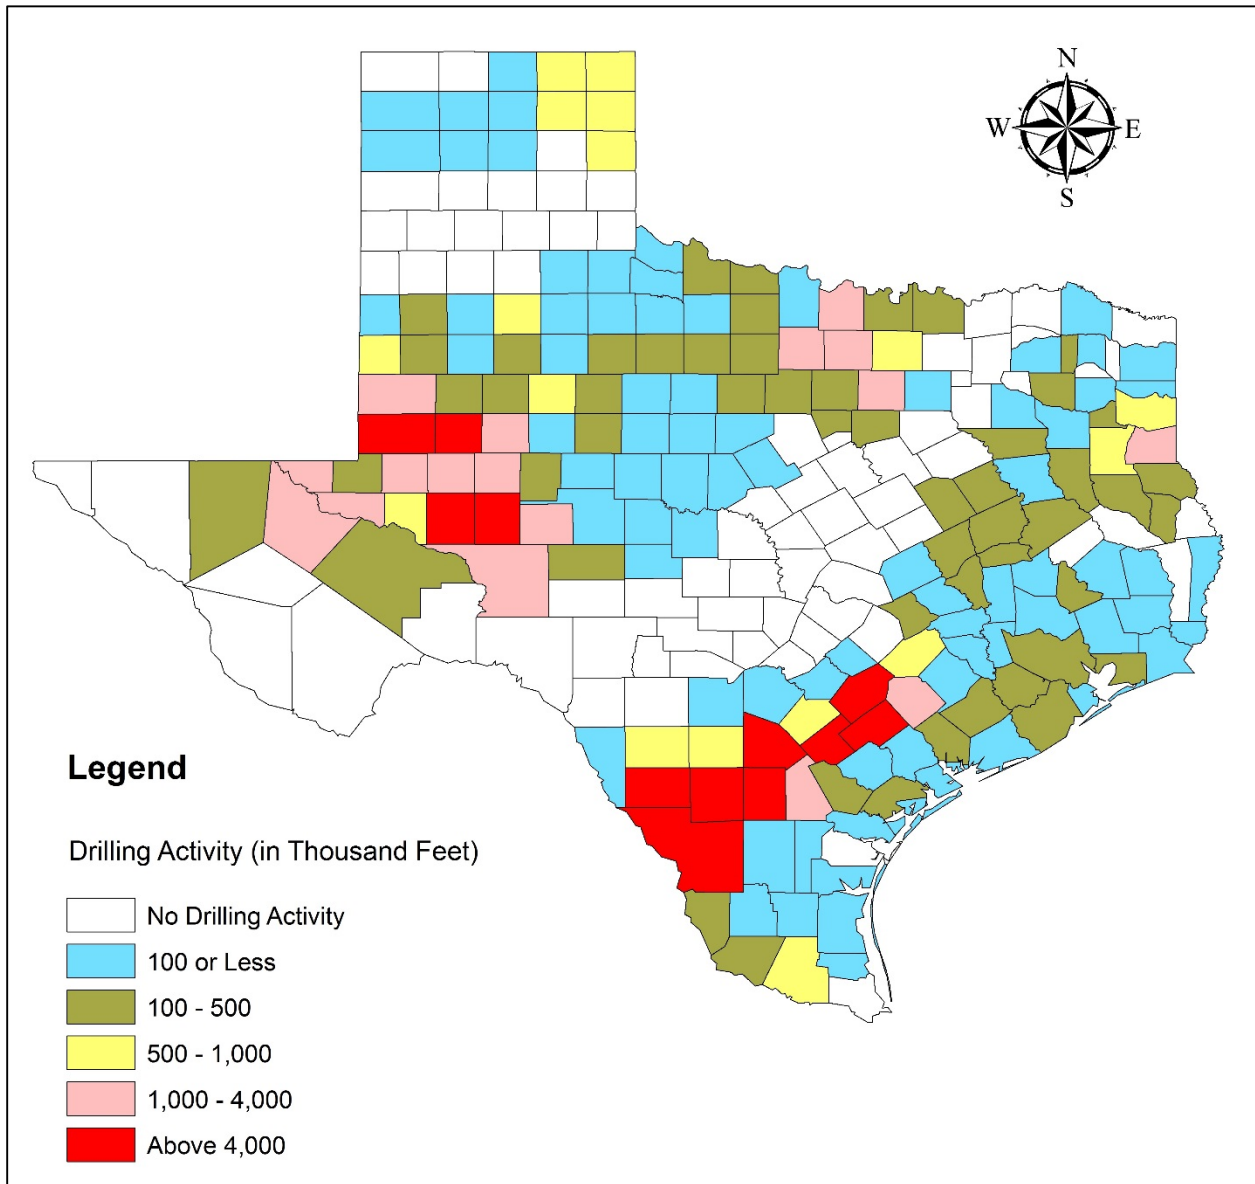 N
W E
S
Legend
Drilling Activity (in Thousand Feet)
No Drilling Activity
100 or Less
100 - 500
500 - 1,000
1,000 - 4,000
Above 4,000